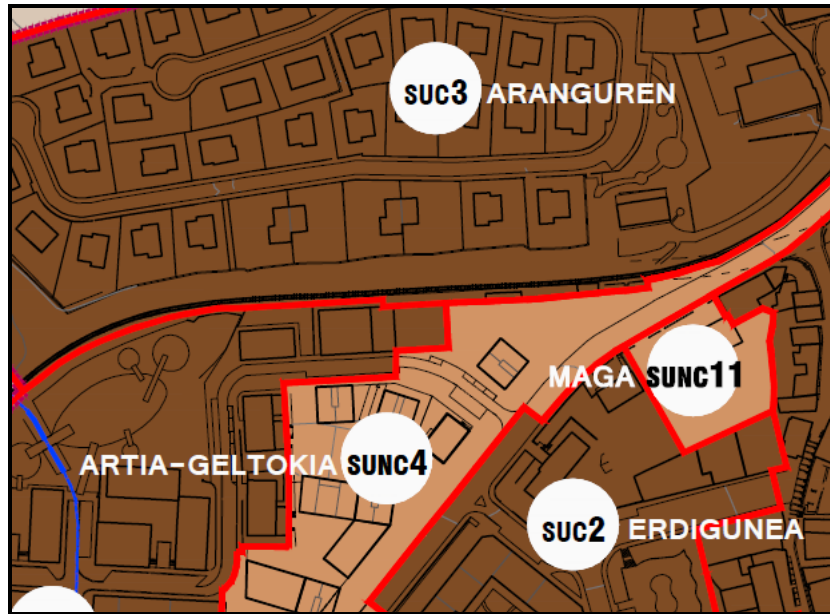 SUC3 ARANGUREN
MAGA SUNC11
ARTIA-GELTOKIA SUNC4
SUC2 ERDIGUNEA